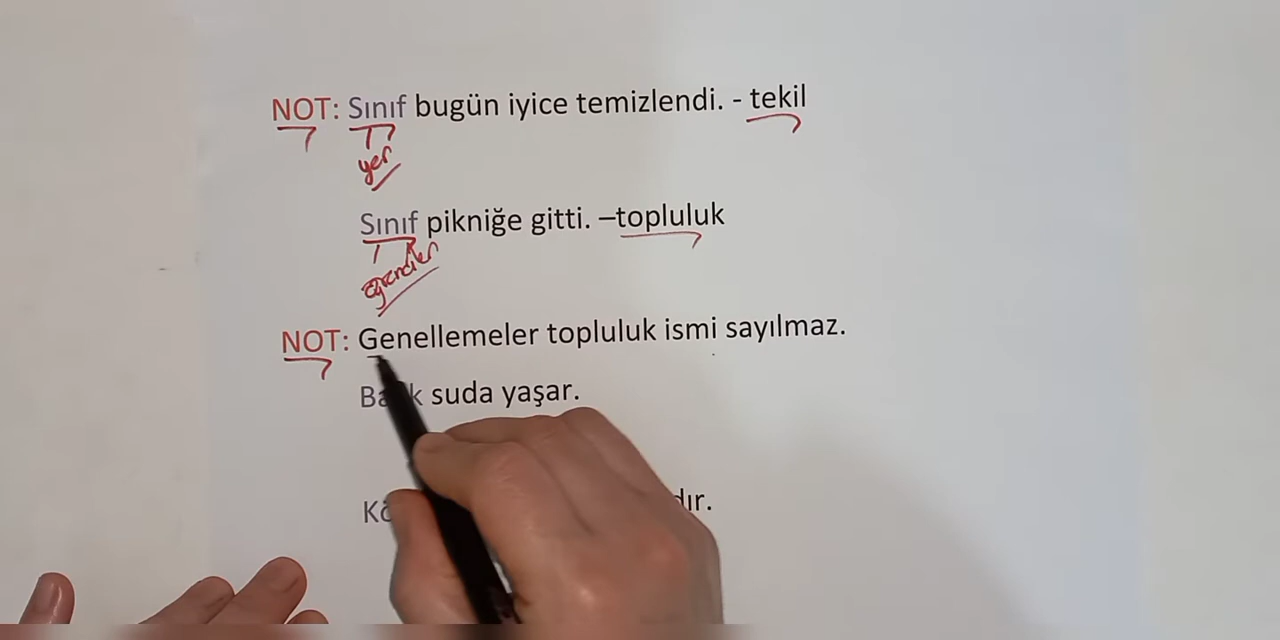 NOT: Sınıf bugün iyice temizlendi. - tekil
yer
Sınıf pikniğe gitti. –topluluk
öğrenciler
NOT: Genellemeler topluluk ismi sayılmaz.
suda yaşar.